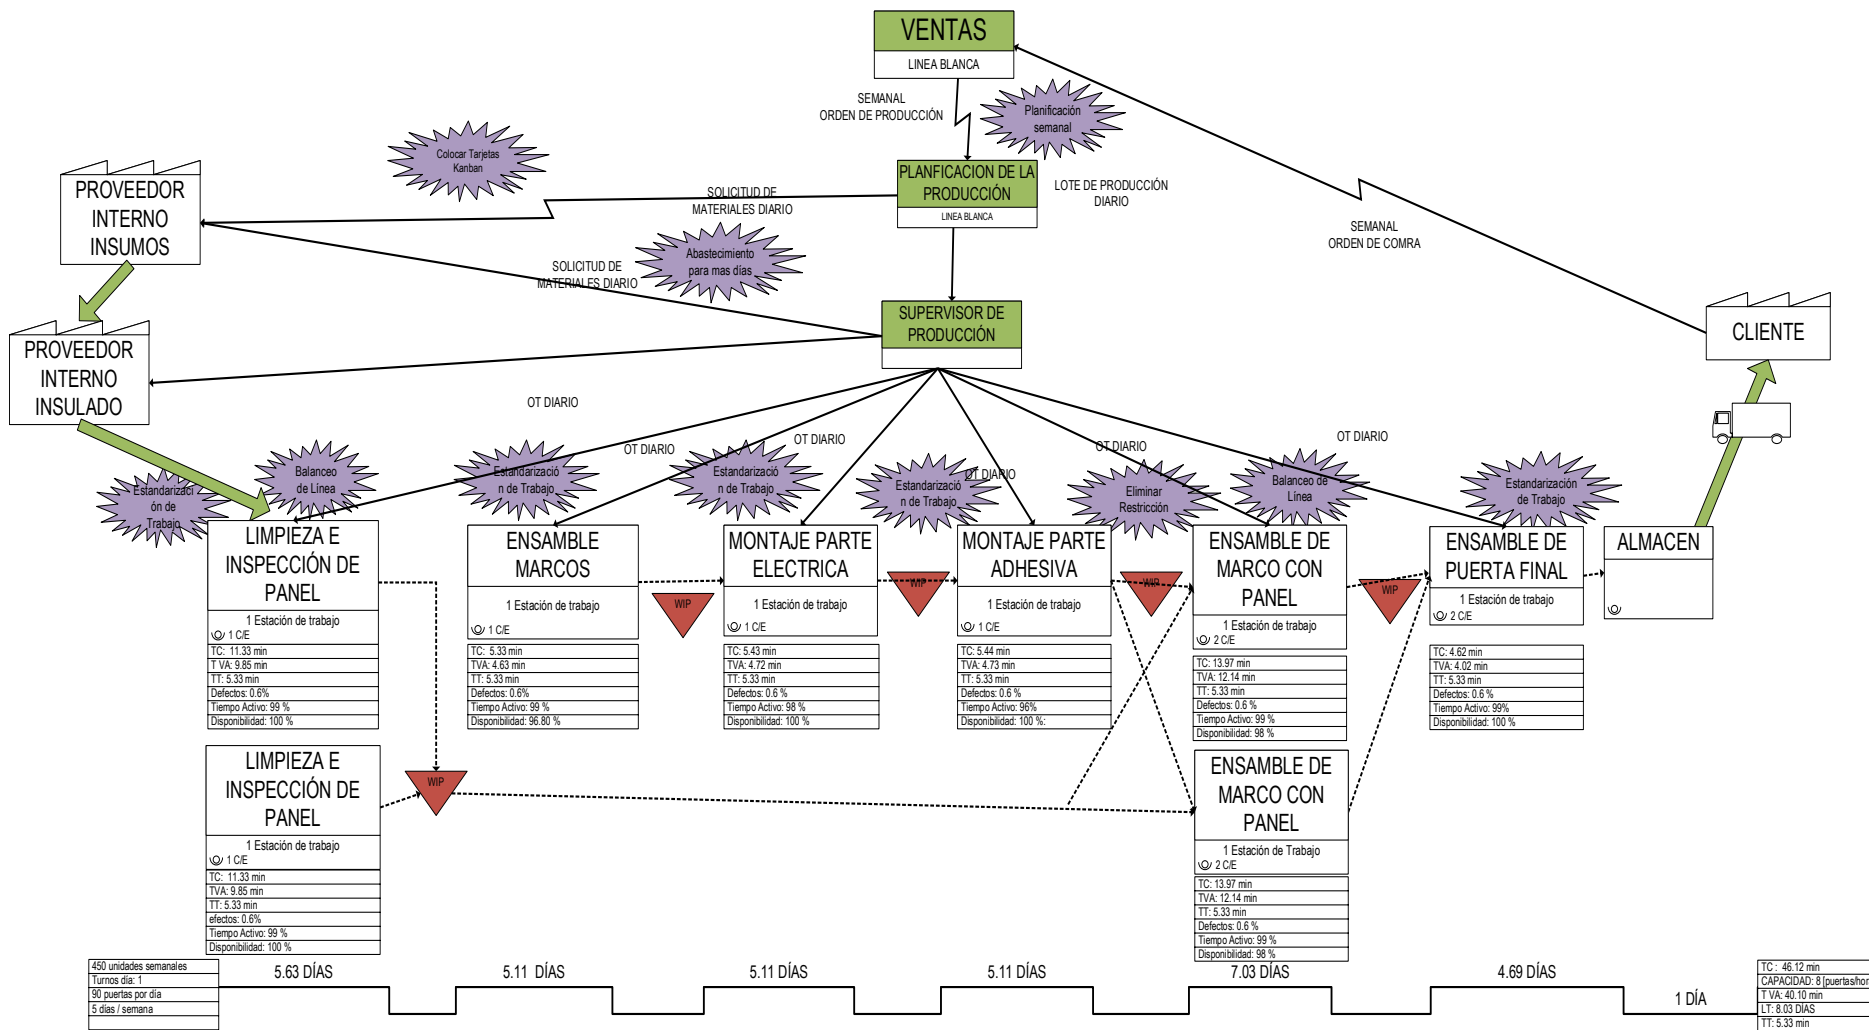 VENTAS
LINEA BLANCA
SEMANAL
ORDEN DE PRODUCCIÓN
Planificación
semanal
Colocar Tarjetas
Kanban
PROVEEDOR
INTERNO
INSUMOS
SOLICITUD DE
MATERIALES DIARIO
PLANFICACION DE LA
PRODUCCIÓN
LINEA BLANCA
LOTE DE PRODUCCIÓN
DIARIO
SEMANAL
ORDEN DE COMRA
SOLICITUD DE
MATERIALES DIARIO
Abastecimiento
para mas días
SUPERVISOR DE
PRODUCCIÓN
CLIENTE
PROVEEDOR
INTERNO
INSULADO
OT DIARIO
OT DIARIO
OT DIARIO
OT DIARIO
OT DIARIO
OT DIARIO
Estandarizaci
ón de
Trabajo
Balanceo
de Línea
Estandarizació
n de Trabajo
Estandarizació
n de Trabajo
Estandarizació
n de Trabajo
Eliminar
Restricción
Balanceo de
Línea
Estandarización
de Trabajo
LIMPIEZA E
INSPECCIÓN DE
PANEL
1 Estación de trabajo
1 C/E
TC: 11.33 min
T VA: 9.85 min
TT: 5.33 min
Defectos: 0.6%
Tiempo Activo: 99 %
Disponibilidad: 100 %
ENSAMBLE
MARCOS
1 Estación de trabajo
1 C/E
TC: 5.33 min
TVA: 4.63 min
TT: 5.33 min
Defectos: 0.6%
Tiempo Activo: 99 %
Disponibilidad: 96.80 %
WIP
MONTAJE PARTE
ELECTRICA
1 Estación de trabajo
1 C/E
TC: 5.43 min
TVA: 4.72 min
TT: 5.33 min
Defectos: 0.6 %
Tiempo Activo: 98 %
Disponibilidad: 100 %
WIP
MONTAJE PARTE
ADHESIVA
1 Estación de trabajo
1 C/E
TC: 5.44 min
TVA: 4.73 min
TT: 5.33 min
Defectos: 0.6 %
Tiempo Activo: 96%
Disponibilidad: 100 %:
WIP
ENSAMBLE DE
MARCO CON
PANEL
1 Estación de trabajo
2 C/E
TC: 13.97 min
TVA: 12.14 min
TT: 5.33 min
Defectos: 0.6 %
Tiempo Activo: 99 %
Disponibilidad: 98 %
WIP
ENSAMBLE DE
PUERTA FINAL
1 Estación de trabajo
2 C/E
TC: 4.62 min
TVA: 4.02 min
TT: 5.33 min
Defectos: 0.6 %
Tiempo Activo: 99%
Disponibilidad: 100 %
ALMACEN
LIMPIEZA E
INSPECCIÓN DE
PANEL
1 Estación de trabajo
1 C/E
TC: 11.33 min
TVA: 9.85 min
TT: 5.33 min
efectos: 0.6%
Tiempo Activo: 99 %
Disponibilidad: 100 %
WIP
ENSAMBLE DE
MARCO CON
PANEL
1 Estación de Trabajo
2 C/E
TC: 13.97 min
TVA: 12.14 min
TT: 5.33 min
Defectos: 0.6 %
Tiempo Activo: 99 %
Disponibilidad: 98 %
450 unidades semanales
Turnos día: 1
90 puertas por día
5 días / semana
5.63 DÍAS
5.11 DÍAS
5.11 DÍAS
5.11 DÍAS
7.03 DÍAS
4.69 DÍAS
1 DÍA
TC : 46.12 min
CAPACIDAD: 8 [puertas/hor
T VA: 40.10 min
LT: 8.03 DÍAS
TT: 5.33 min